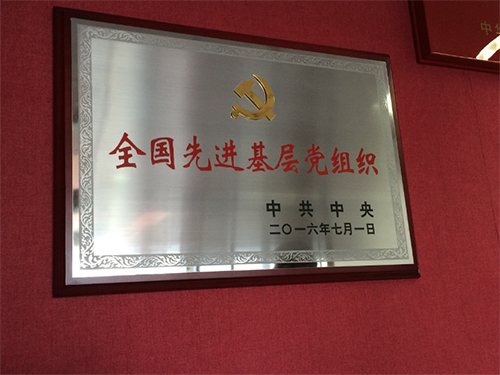 全国先进基层党组织
中共中央
二〇一六年七月一日
中